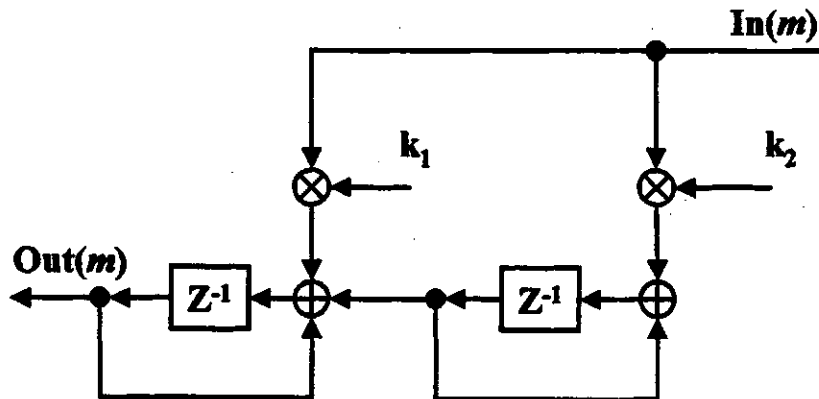 In(m)
k₁
k₂
Out(m)
Z⁻¹
Z⁻¹